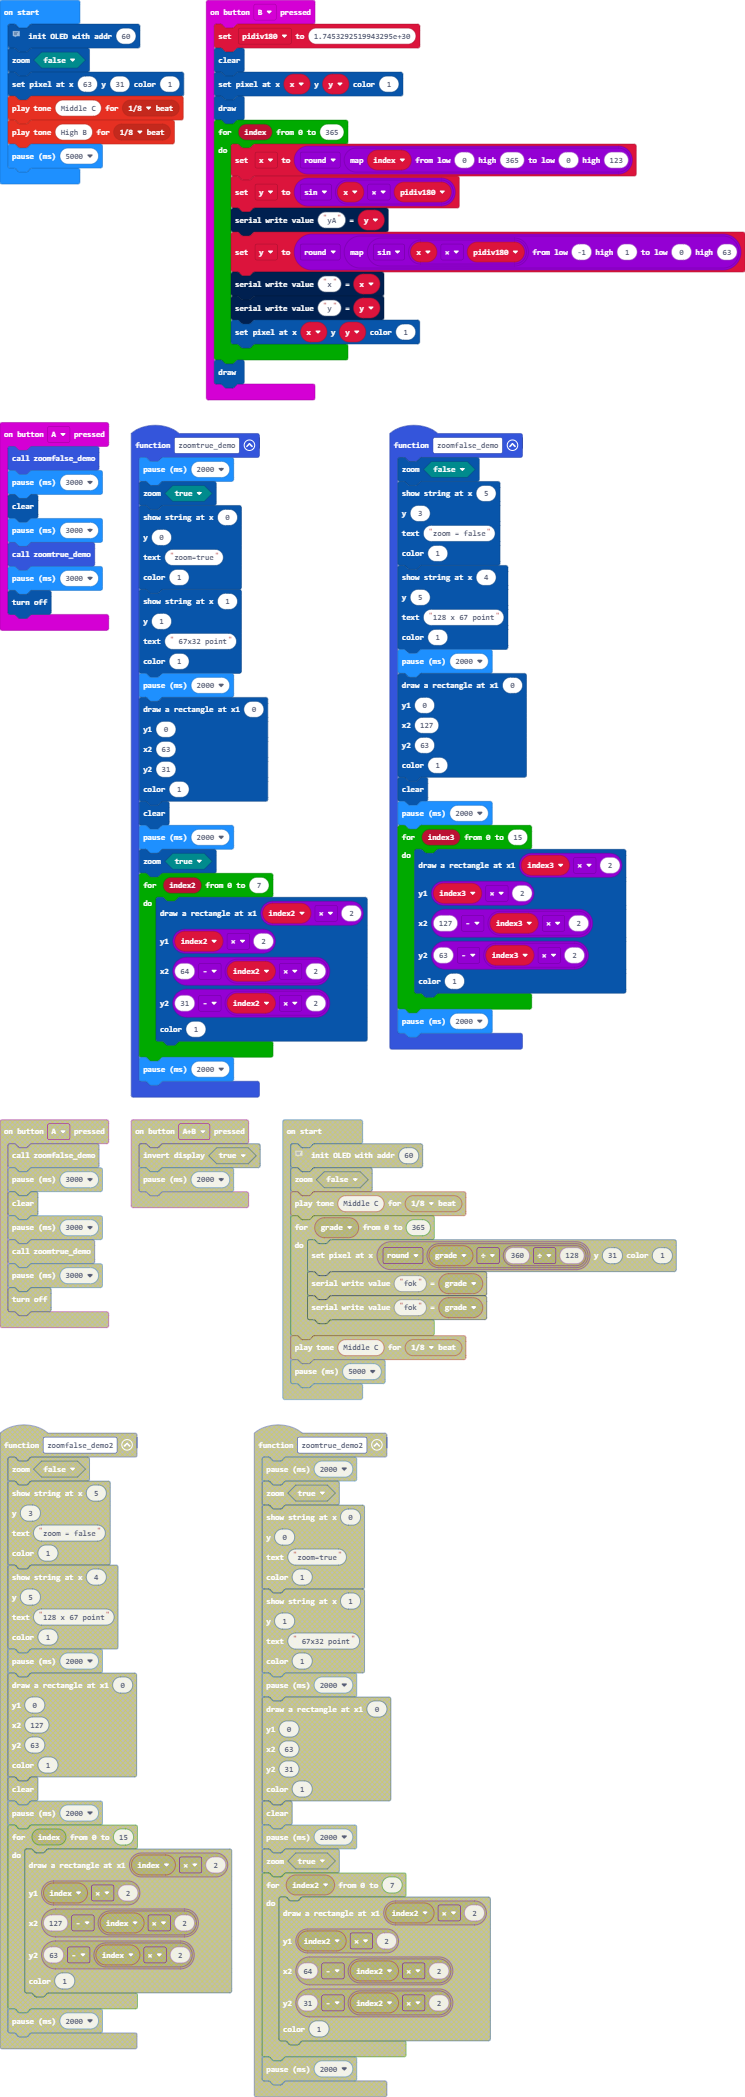 on start
init OLED with addr 60
zoom false
set pixel at x 63 y 31 color 1
play tone Middle C for 1/8 beat
play tone High B for 1/8 beat
pause (ms) 5000
on button B pressed
set pidiv180 to 1.7453292519943295e+30
clear
set pixel at x x y y color 1
draw
for index from 0 to 365
do
set x to round map index from low 0 high 365 to low 0 high 123
set y to sin x × pidiv180
serial write value "yA" = y
set y to round map sin x × pidiv180 from low -1 high 1 to low 0 high 63
serial write value "x" = x
serial write value "y" = y
set pixel at x x y y color 1
draw
on button A pressed
call zoomfalse_demo
pause (ms) 3000
clear
pause (ms) 3000
call zoomtrue_demo
pause (ms) 3000
turn off
function zoomtrue_demo
pause (ms) 2000
zoom true
show string at x 0
y 0
text "zoom=true"
color 1
show string at x 1
y 1
text " 67x32 point"
color 1
pause (ms) 2000
draw a rectangle at x1 0
y1 0
x2 63
y2 31
color 1
clear
pause (ms) 2000
zoom true
for index2 from 0 to 7
do
draw a rectangle at x1 index2 × 2
y1 index2 × 2
x2 64 - index2 × 2
y2 31 - index2 × 2
color 1
pause (ms) 2000
function zoomfalse_demo
zoom false
show string at x 5
y 3
text "zoom = false"
color 1
show string at x 4
y 5
text "128 x 67 point"
color 1
pause (ms) 2000
draw a rectangle at x1 0
y1 0
x2 127
y2 63
color 1
clear
pause (ms) 2000
for index3 from 0 to 15
do
draw a rectangle at x1 index3 × 2
y1 index3 × 2
x2 127 - index3 × 2
y2 63 - index3 × 2
color 1
pause (ms) 2000
on button A pressed
call zoomfalse_demo
pause (ms) 3000
clear
pause (ms) 3000
call zoomtrue_demo
pause (ms) 3000
turn off
on button A+B pressed
invert display true
pause (ms) 2000
on start
init OLED with addr 60
zoom false
play tone Middle C for 1/8 beat
for grade from 0 to 365
do
set pixel at x round grade ÷ 360 ÷ 128 y 31 color 1
serial write value "fok" = grade
serial write value "fok" = grade
play tone Middle C for 1/8 beat
pause (ms) 5000
function zoomfalse_demo2
zoom false
show string at x 5
y 3
text "zoom = false"
color 1
show string at x 4
y 5
text "128 x 67 point"
color 1
pause (ms) 2000
draw a rectangle at x1 0
y1 0
x2 127
y2 63
color 1
clear
pause (ms) 2000
for index from 0 to 15
do
draw a rectangle at x1 index × 2
y1 index × 2
x2 127 - index × 2
y2 63 - index × 2
color 1
pause (ms) 2000
function zoomtrue_demo2
pause (ms) 2000
zoom true
show string at x 0
y 0
text "zoom=true"
color 1
show string at x 1
y 1
text " 67x32 point"
color 1
pause (ms) 2000
draw a rectangle at x1 0
y1 0
x2 63
y2 31
color 1
clear
pause (ms) 2000
zoom true
for index2 from 0 to 7
do
draw a rectangle at x1 index2 × 2
y1 index2 × 2
x2 64 - index2 × 2
y2 31 - index2 × 2
color 1
pause (ms) 2000